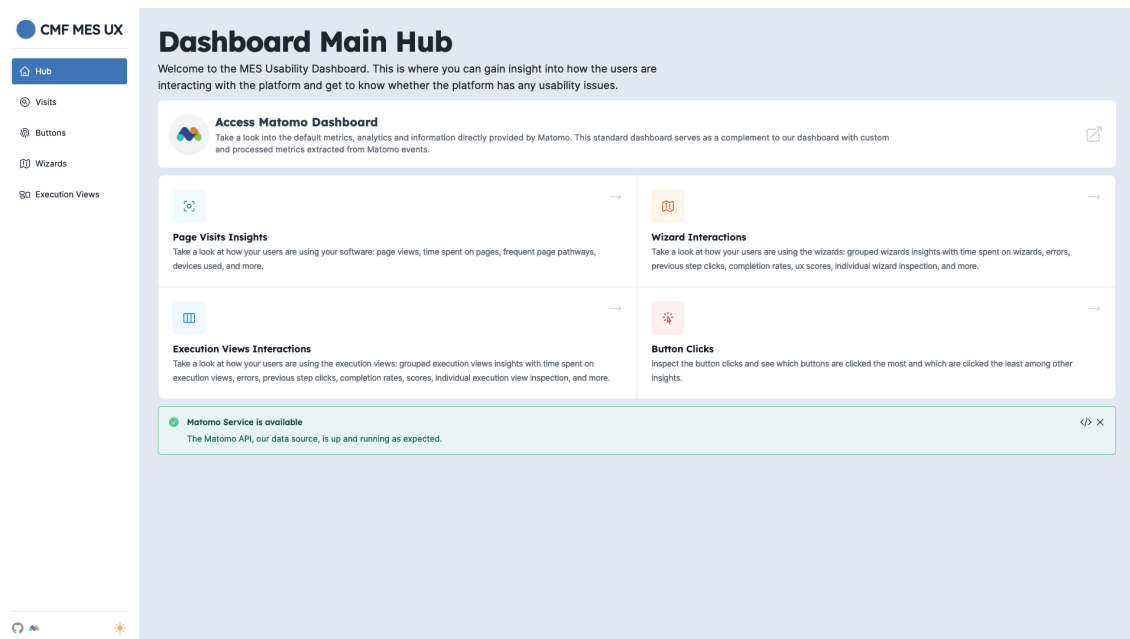 CMF MES UX
Hub
Visits
Buttons
Wizards
Execution Views
Dashboard Main Hub
Welcome to the MES Usability Dashboard. This is where you can gain insight into how the users are
interacting with the platform and get to know whether the platform has any usability issues.
Access Matomo Dashboard
Take a look into the default metrics, analytics and information directly provided by Matomo. This standard dashboard serves as a complement to our dashboard with custom
and processed metrics extracted from Matomo events.
Page Visits Insights
Take a look at how your users are using your software: page views, time spent on pages, frequent page pathways,
devices used, and more.
Wizard Interactions
Take a look at how your users are using the wizards: grouped wizards insights with time spent on wizards, errors,
previous step clicks, completion rates, ux scores, individual wizard inspection, and more.
Execution Views Interactions
Take a look at how your users are using the execution views: grouped execution views insights with time spent on
execution views, errors, previous step clicks, completion rates, scores, individual execution view inspection, and more.
Button Clicks
Inspect the button clicks and see which buttons are clicked the most and which are clicked the least among other
insights.
Matomo Service is available
The Matomo API, our data source, is up and running as expected.